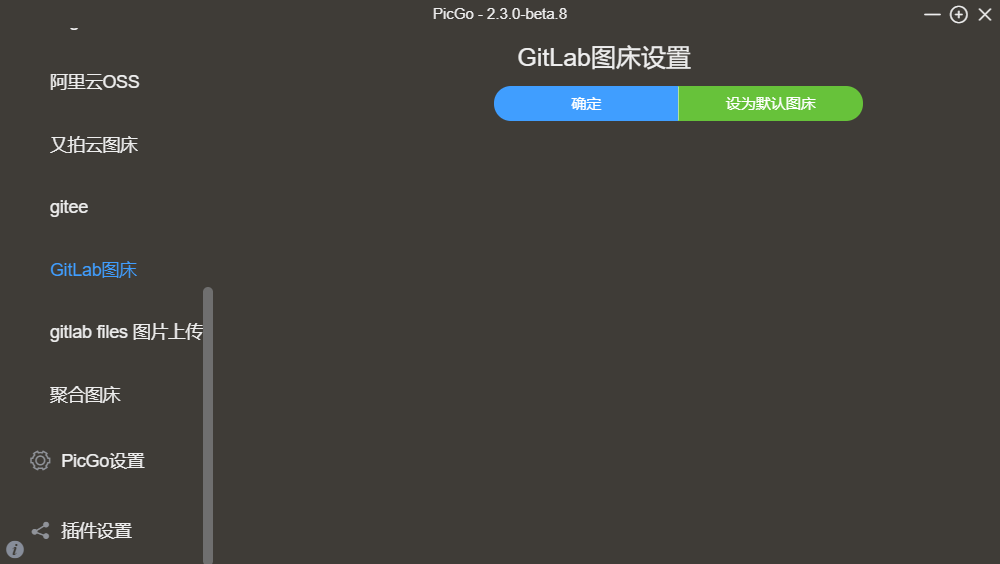 PicGo - 2.3.0-beta.8
GitLab图床设置
确定
设为默认图床
阿里云OSS
又拍云图床
gitee
GitLab图床
gitlab files 图片上传
聚合图床
PicGo设置
插件设置